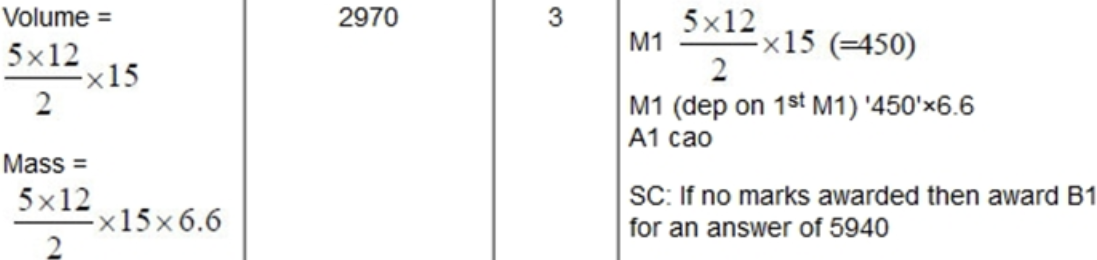 Volume =
5×12
———×15
2
Mass =
5×12
———×15×6.6
2
2970
3
M1 5×12
———×15 (=450)
2
M1 (dep on 1st M1) '450'×6.6
A1 cao
SC: If no marks awarded then award B1
for an answer of 5940